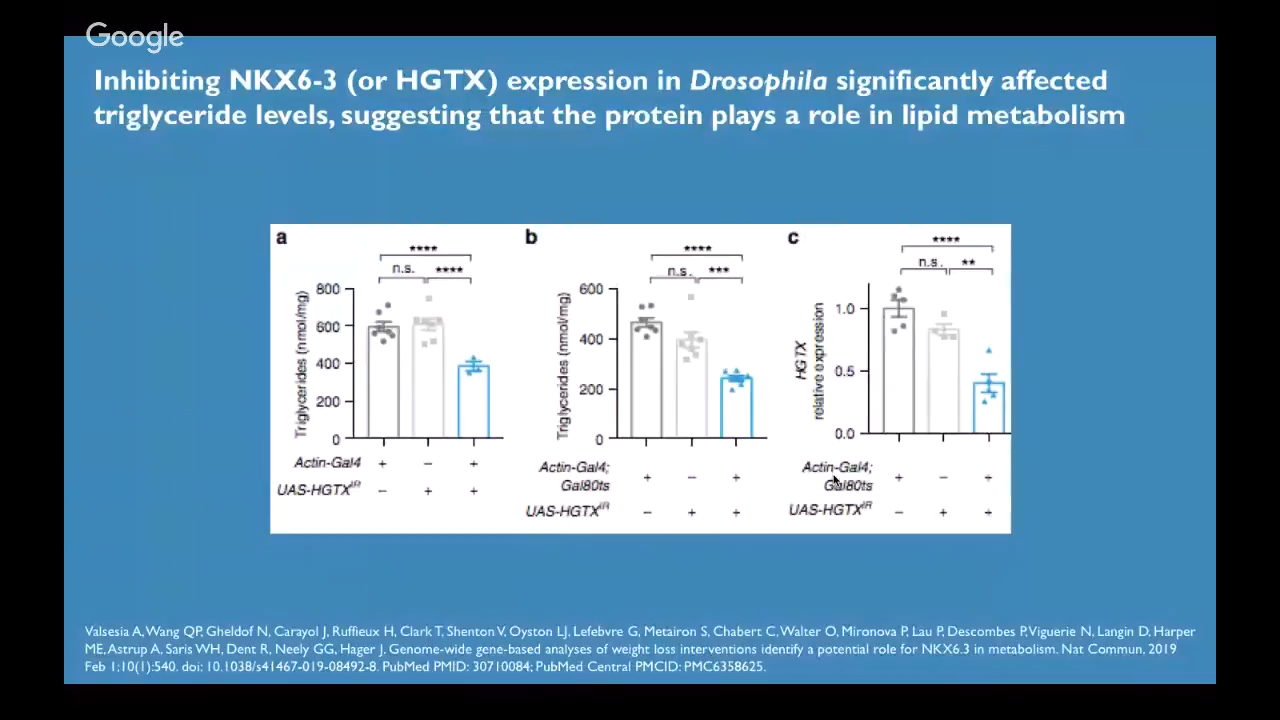 Google
Inhibiting NKX6-3 (or HGTX) expression in Drosophila significantly affected
triglyceride levels, suggesting that the protein plays a role in lipid metabolism
a
****
n.s. ****
Triglycerides (nmol/mg)
800
600
400
200
0
Actin-Gal4 + – +
UAS-HGTXIR – + +
b
****
n.s. ***
Triglycerides (nmol/mg)
600
400
200
0
Actin-Gal4;
Gal80ts + – +
UAS-HGTXIR – + +
c
****
n.s. **
HGTX
relative expression
1.0
0.5
0.0
Actin-Gal4;
Gal80ts + – +
UAS-HGTXIR – + +
Valsesia A, Wang QP, Gheldof N, Carayol J, Ruffieux H, Clark T, Shenton V, Oyston LJ, Lefebvre G, Metairon S, Chabert C, Walter O, Mironova P, Lau P, Descombes P, Viguerie N, Langin D, Harper
ME, Astrup A, Saris WH, Dent R, Neely GG, Hager J. Genome-wide gene-based analyses of weight loss interventions identify a potential role for NKX6.3 in metabolism. Nat Commun. 2019
Feb 1;10(1):540. doi: 10.1038/s41467-019-08492-8. PubMed PMID: 30710084; PubMed Central PMCID: PMC6358625.